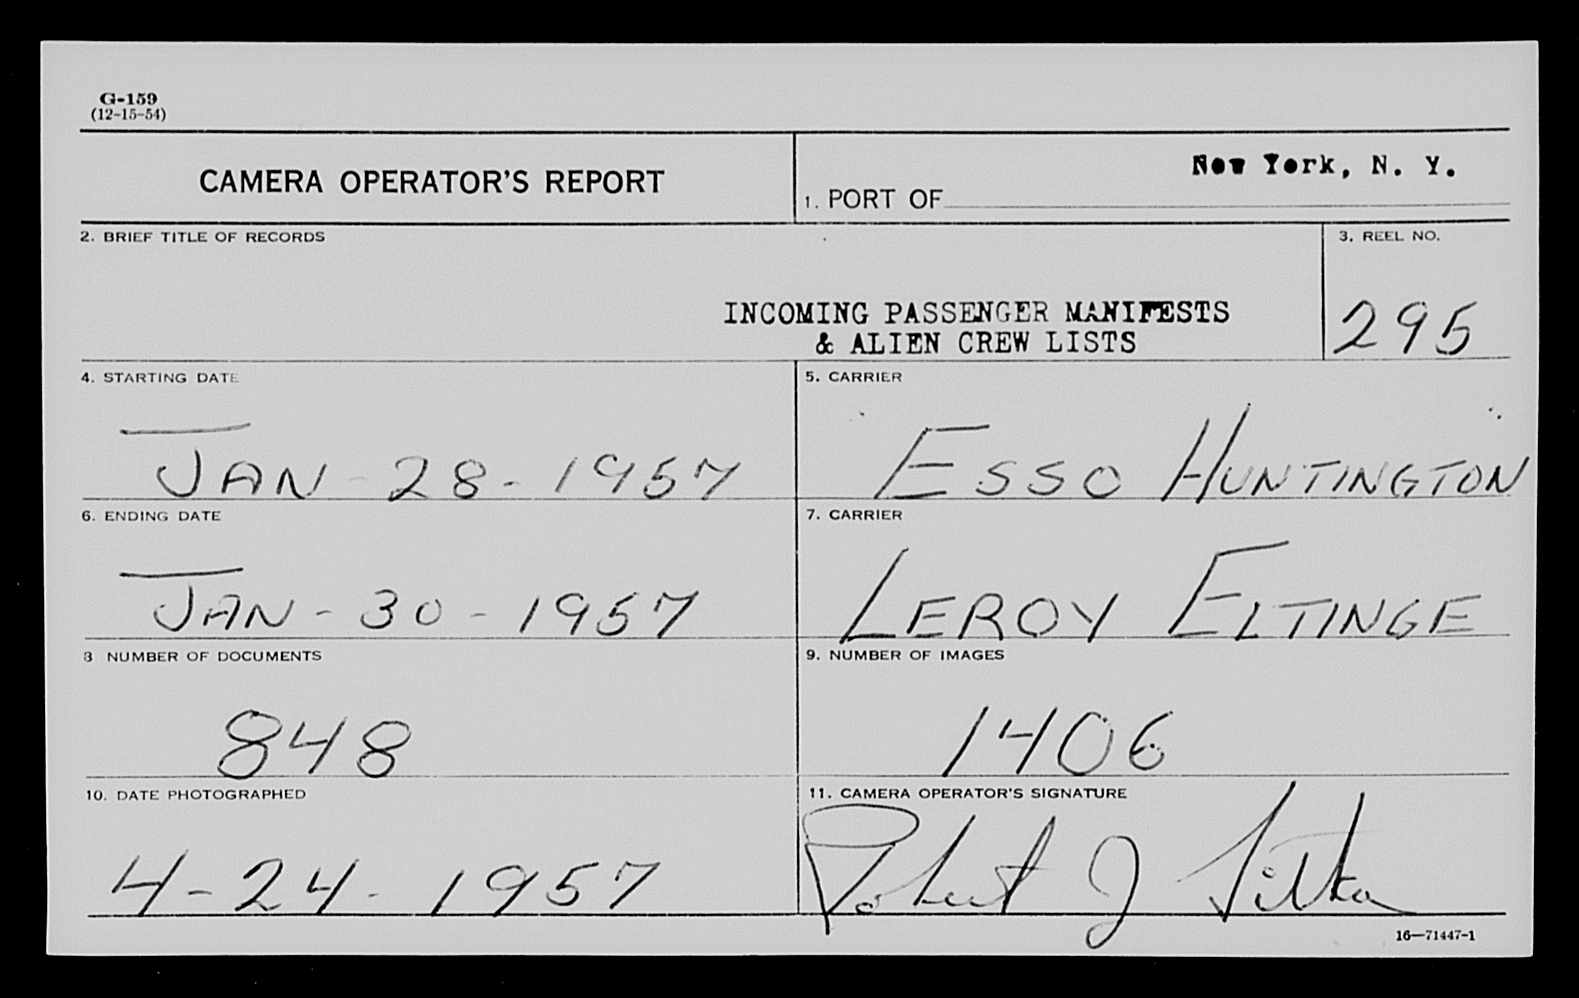 G-159
(12-15-54)
CAMERA OPERATOR'S REPORT
1. PORT OF New York, N. Y.
2. BRIEF TITLE OF RECORDS
INCOMING PASSENGER MANIFESTS
& ALIEN CREW LISTS
3. REEL NO.
295
4. STARTING DATE
JAN-28-1957
5. CARRIER
ESSO HUNTINGTON
6. ENDING DATE
JAN-30-1957
7. CARRIER
LEROY ELTINGE
8 NUMBER OF DOCUMENTS
848
9. NUMBER OF IMAGES
1406
10. DATE PHOTOGRAPHED
4-24-1957
11. CAMERA OPERATOR'S SIGNATURE
Robert J
16—71447-1